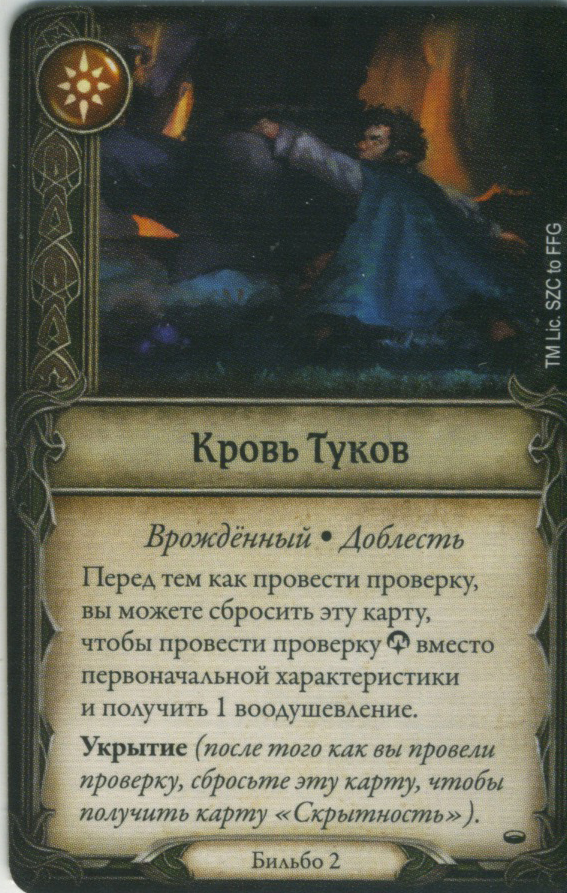 TM Lic. SZC to FFG
Кровь Туков
Врождённый • Доблесть
Перед тем как провести проверку,
вы можете сбросить эту карту,
чтобы провести проверку вместо
первоначальной характеристики
и получить 1 воодушевление.
Укрытие (после того как вы провели
проверку, сбросьте эту карту, чтобы
получить карту «Скрытность»).
Бильбо 2